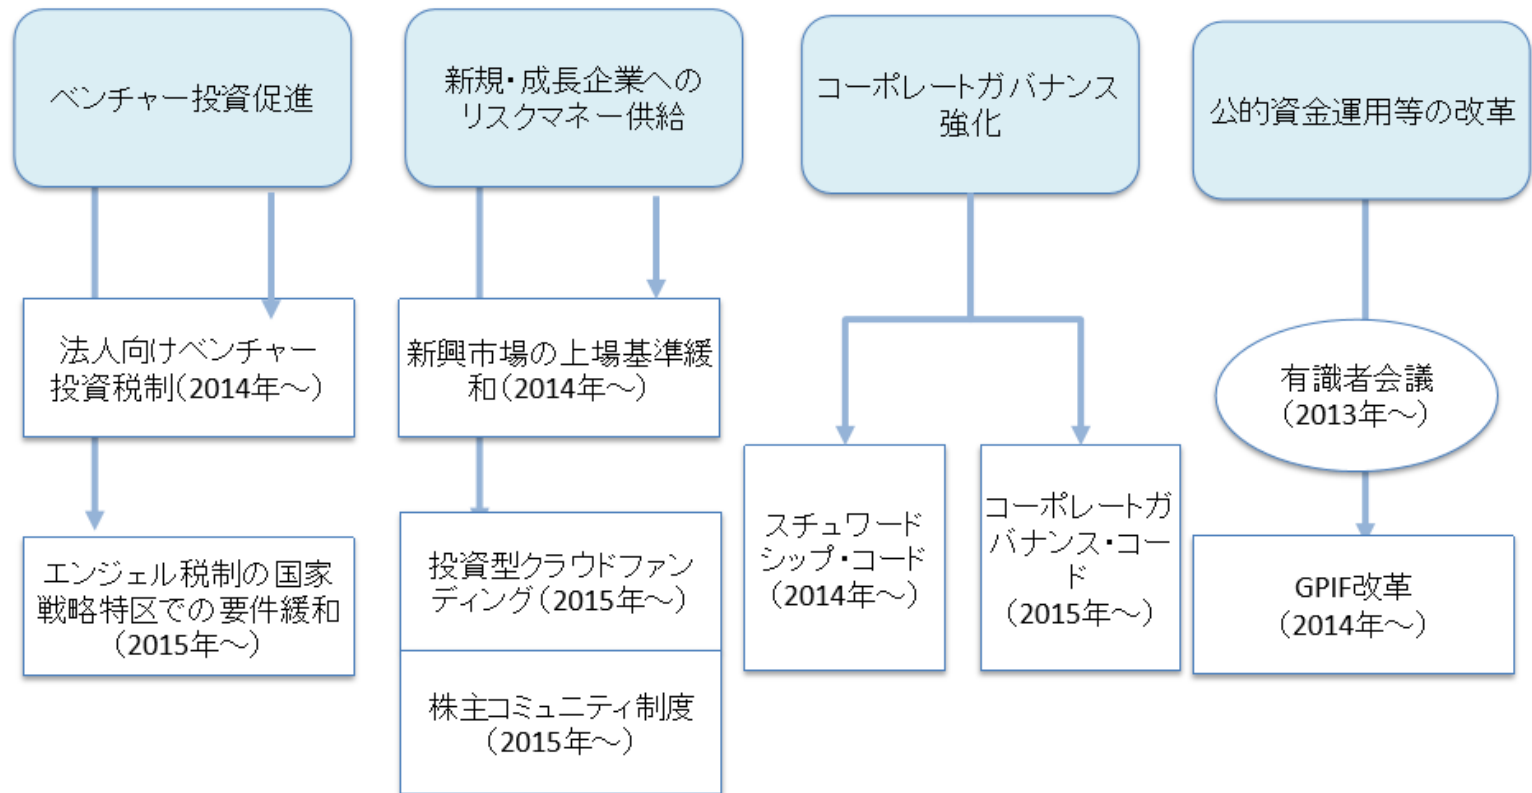 ベンチャー投資促進
新規・成長企業への
リスクマネー供給
コーポレートガバナンス
強化
公的資金運用等の改革
法人向けベンチャー
投資税制(2014年～)
新興市場の上場基準緩
和(2014年～)
有識者会議
(2013年～)
エンジェル税制の国家
戦略特区での要件緩和
(2015年～)
投資型クラウドファン
ディング(2015年～)
株主コミュニティ制度
(2015年～)
スチュワード
シップ・コード
(2014年～)
コーポレートガ
バナンス・コー
ド
(2015年～)
GPIF改革
(2014年～)